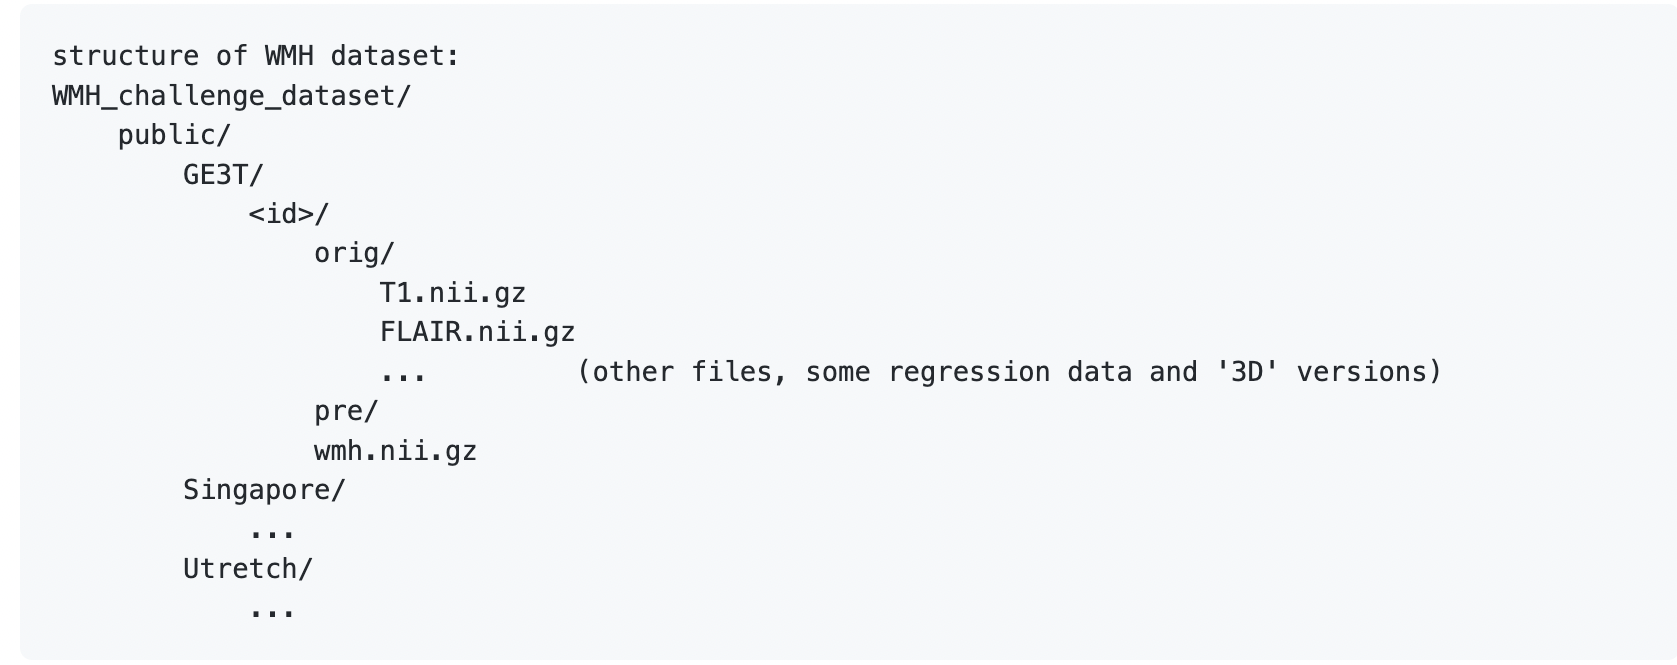 structure of WMH dataset:
WMH_challenge_dataset/
public/
GE3T/
<id>/
orig/
T1.nii.gz
FLAIR.nii.gz
... (other files, some regression data and '3D' versions)
pre/
wmh.nii.gz
Singapore/
...
Utretch/
...